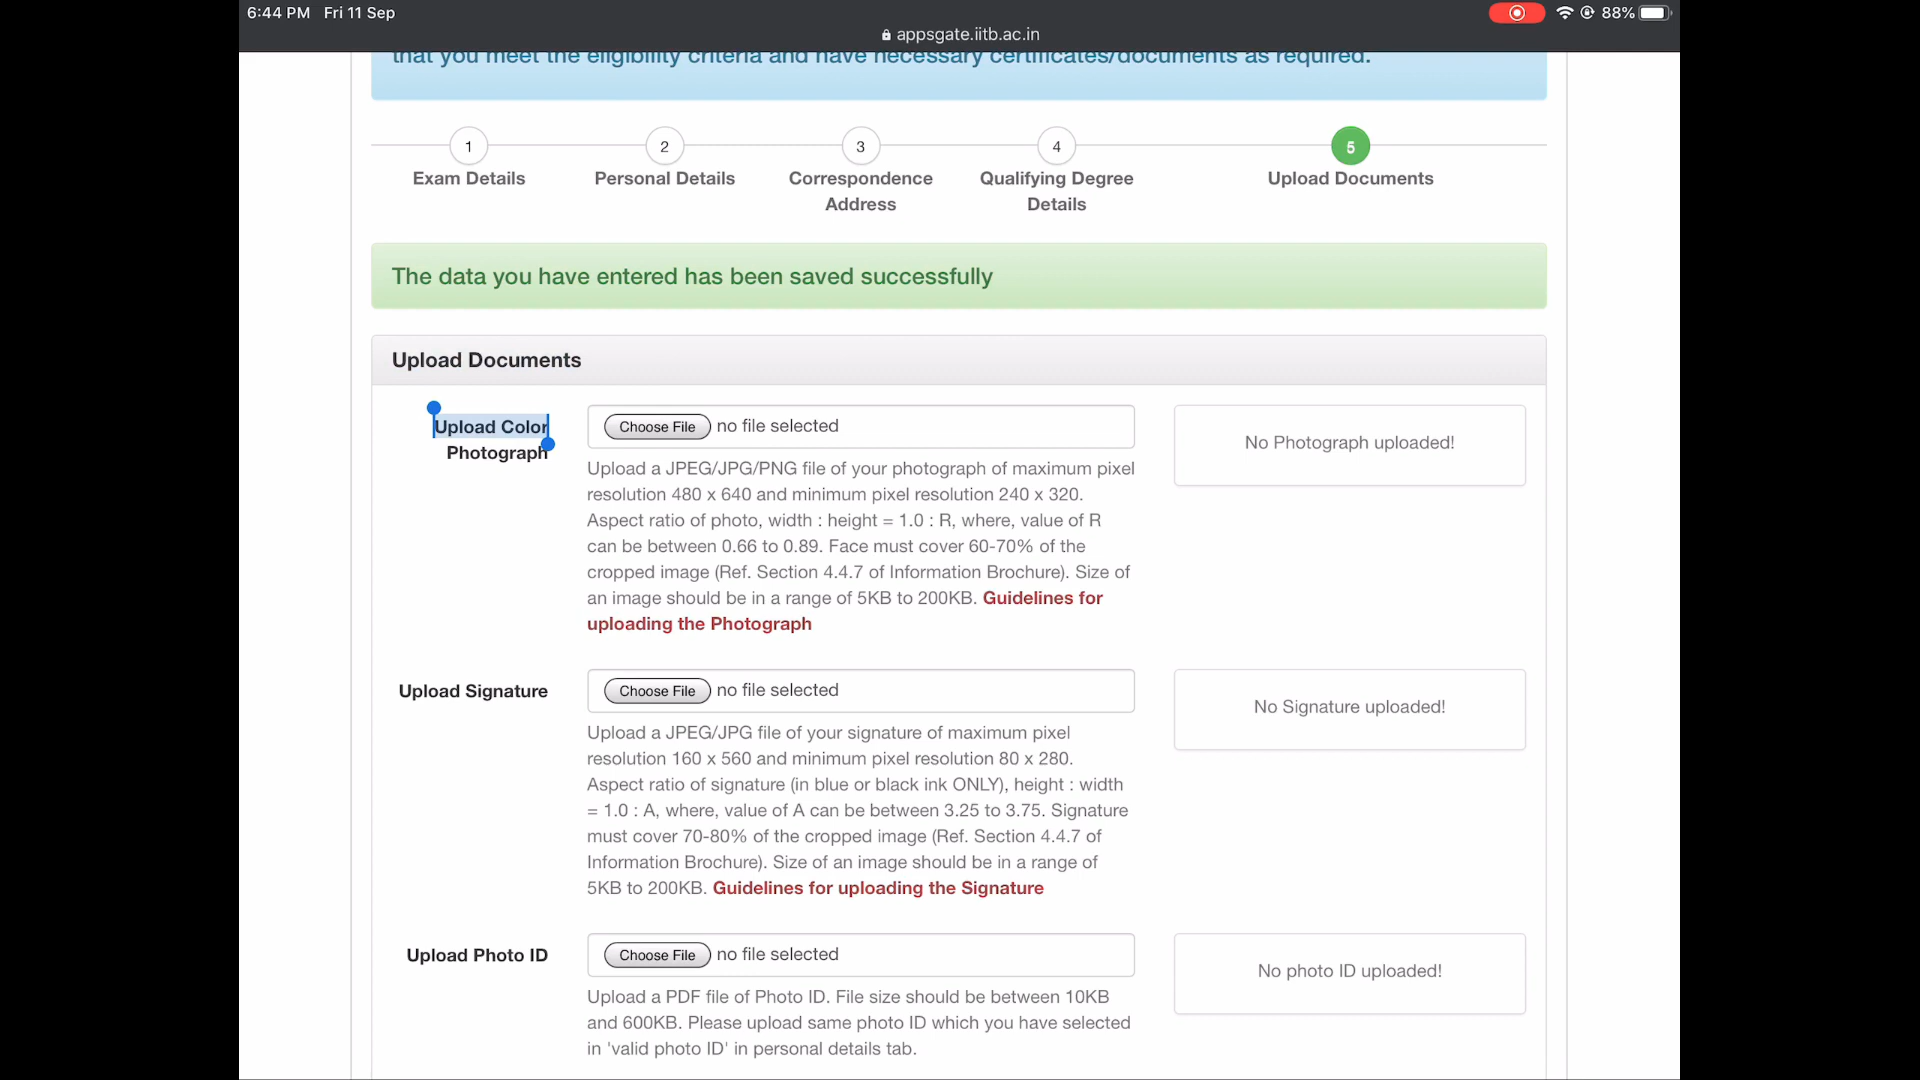 6:44 PM Fri 11 Sep
88%
appsgate.iitb.ac.in
that you meet the eligibility criteria and have necessary certificates/documents as required.
1
2
3
4
5
Exam Details
Personal Details
Correspondence
Address
Qualifying Degree
Details
Upload Documents
The data you have entered has been saved successfully
Upload Documents
Upload Color
Photograph
Choose File no file selected
Upload a JPEG/JPG/PNG file of your photograph of maximum pixel
resolution 480 x 640 and minimum pixel resolution 240 x 320.
Aspect ratio of photo, width : height = 1.0 : R, where, value of R
can be between 0.66 to 0.89. Face must cover 60-70% of the
cropped image (Ref. Section 4.4.7 of Information Brochure). Size of
an image should be in a range of 5KB to 200KB. Guidelines for
uploading the Photograph
No Photograph uploaded!
Upload Signature
Choose File no file selected
Upload a JPEG/JPG file of your signature of maximum pixel
resolution 160 x 560 and minimum pixel resolution 80 x 280.
Aspect ratio of signature (in blue or black ink ONLY), height : width
= 1.0 : A, where, value of A can be between 3.25 to 3.75. Signature
must cover 70-80% of the cropped image (Ref. Section 4.4.7 of
Information Brochure). Size of an image should be in a range of
5KB to 200KB. Guidelines for uploading the Signature
No Signature uploaded!
Upload Photo ID
Choose File no file selected
Upload a PDF file of Photo ID. File size should be between 10KB
and 600KB. Please upload same photo ID which you have selected
in 'valid photo ID' in personal details tab.
No photo ID uploaded!